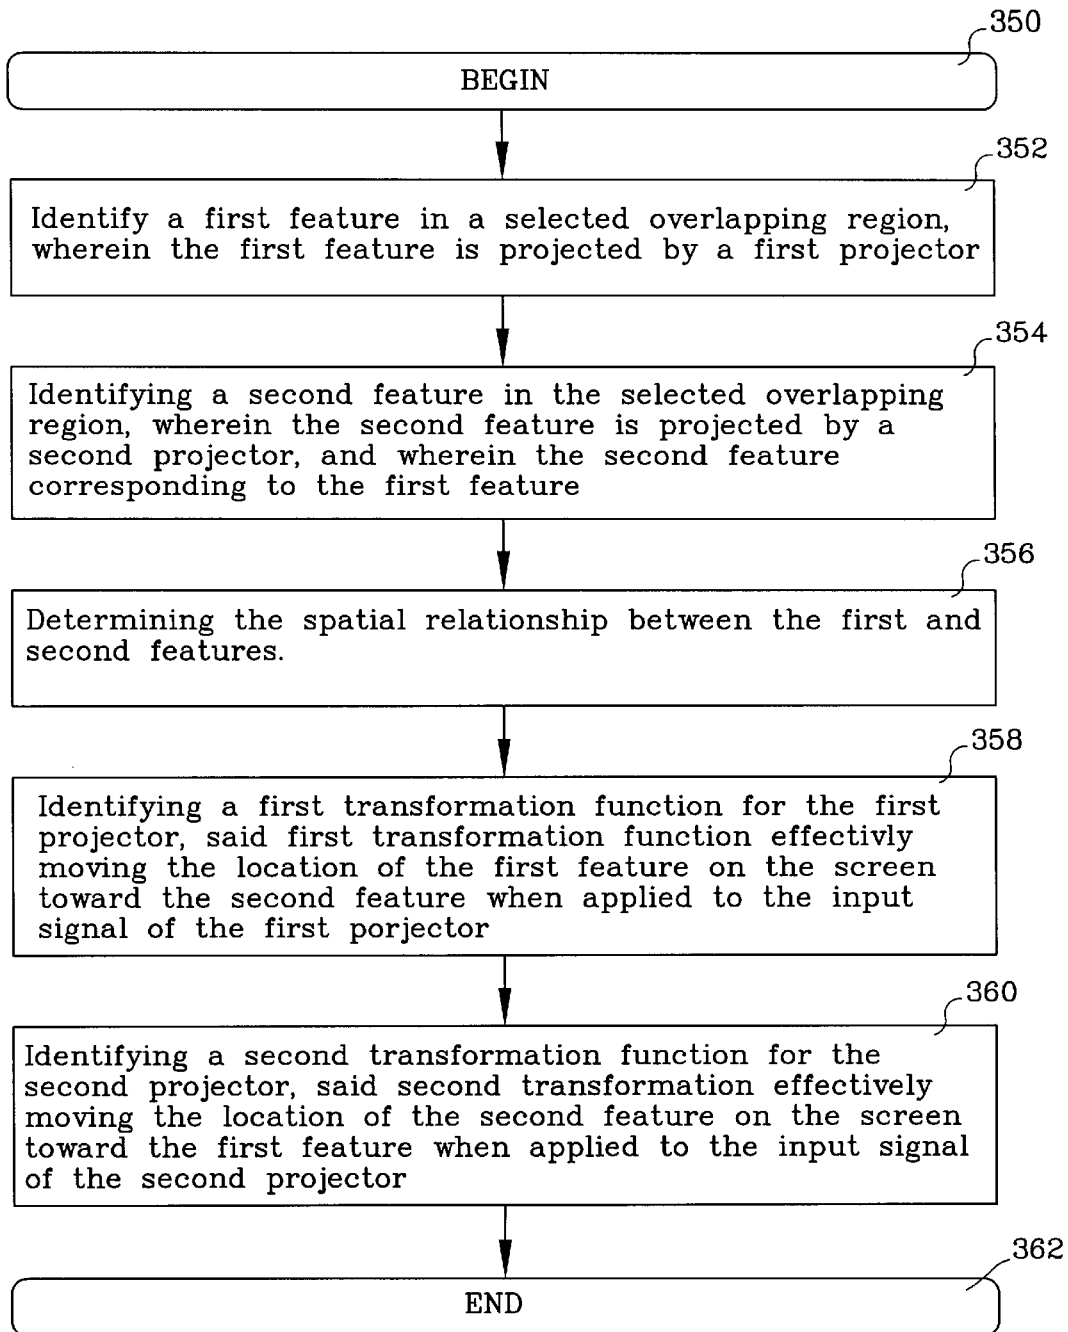 350
BEGIN
352
Identify a first feature in a selected overlapping region,
wherein the first feature is projected by a first projector
354
Identifying a second feature in the selected overlapping
region, wherein the second feature is projected by a
second projector, and wherein the second feature
corresponding to the first feature
356
Determining the spatial relationship between the first and
second features.
358
Identifying a first transformation function for the first
projector, said first transformation function effectivly
moving the location of the first feature on the screen
toward the second feature when applied to the input
signal of the first porjector
360
Identifying a second transformation function for the
second projector, said second transformation effectively
moving the location of the second feature on the screen
toward the first feature when applied to the input signal
of the second projector
362
END